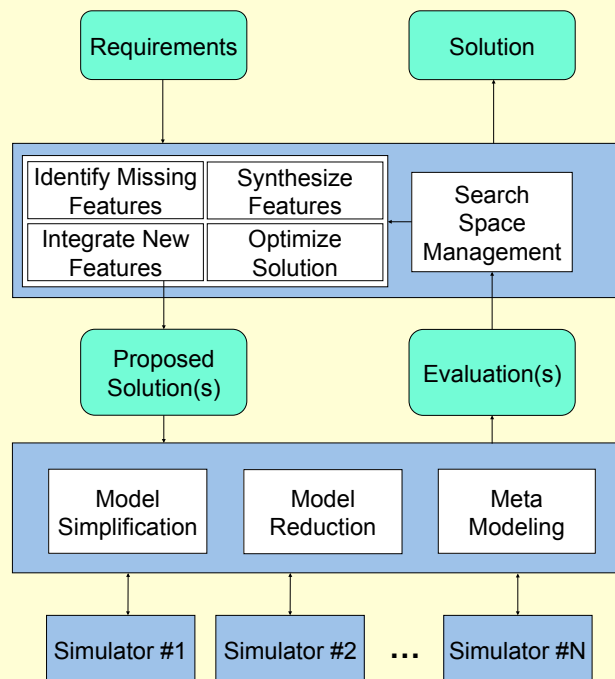 Requirements
Solution
Identify Missing
Features
Synthesize
Features
Integrate New
Features
Optimize
Solution
Search
Space
Management
Proposed
Solution(s)
Evaluation(s)
Model
Simplification
Model
Reduction
Meta
Modeling
Simulator #1
Simulator #2
...
Simulator #N